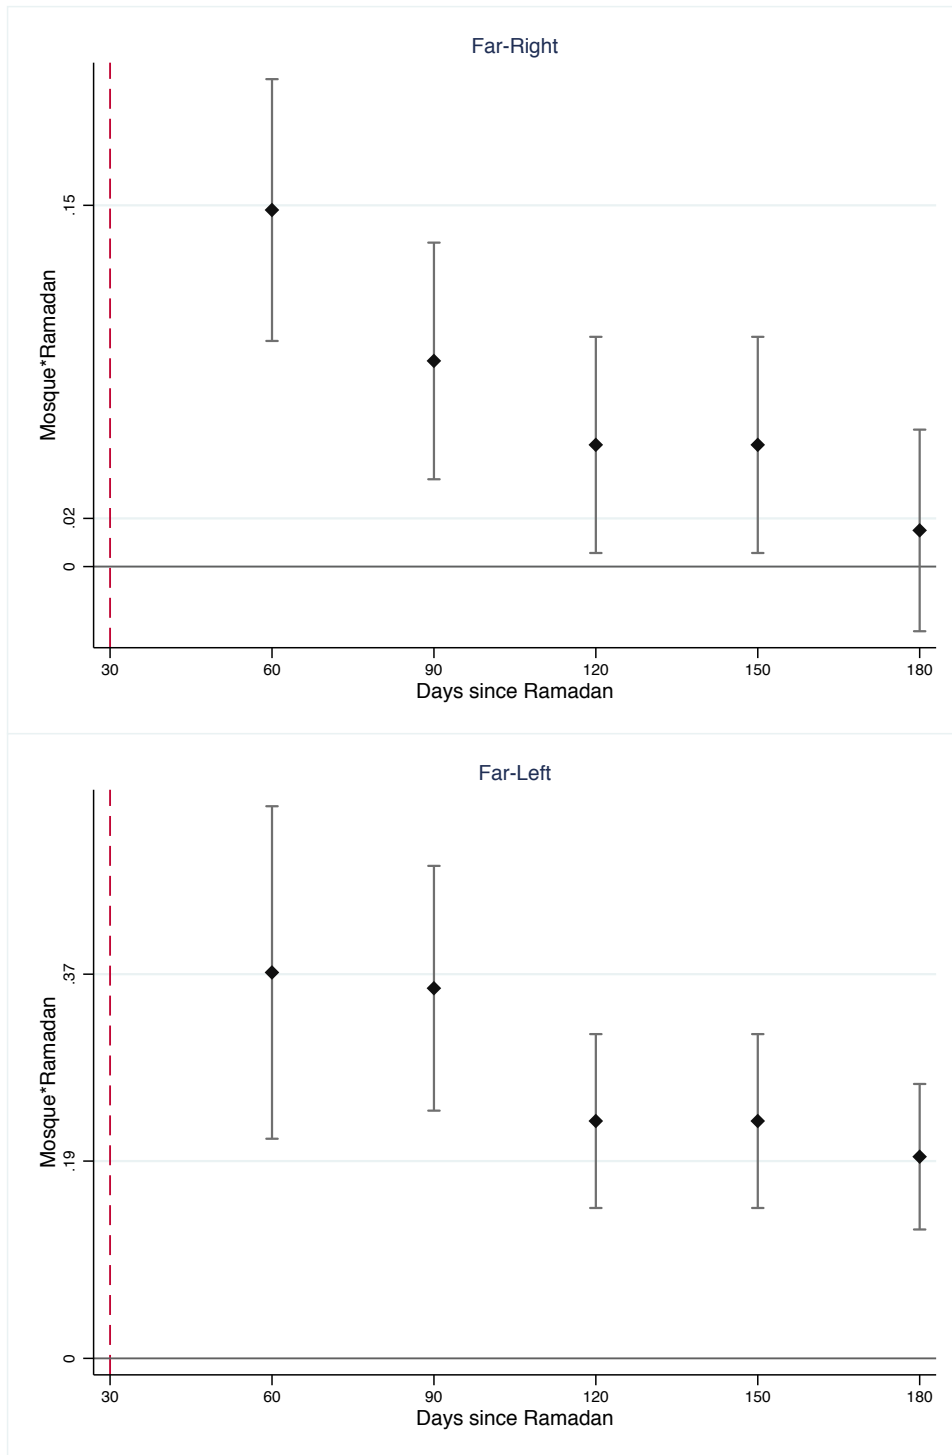 Far-Right
Mosque*Ramadan
.15
.02
0
30 60 90 120 150 180
Days since Ramadan
Far-Left
Mosque*Ramadan
.37
.19
0
30 60 90 120 150 180
Days since Ramadan